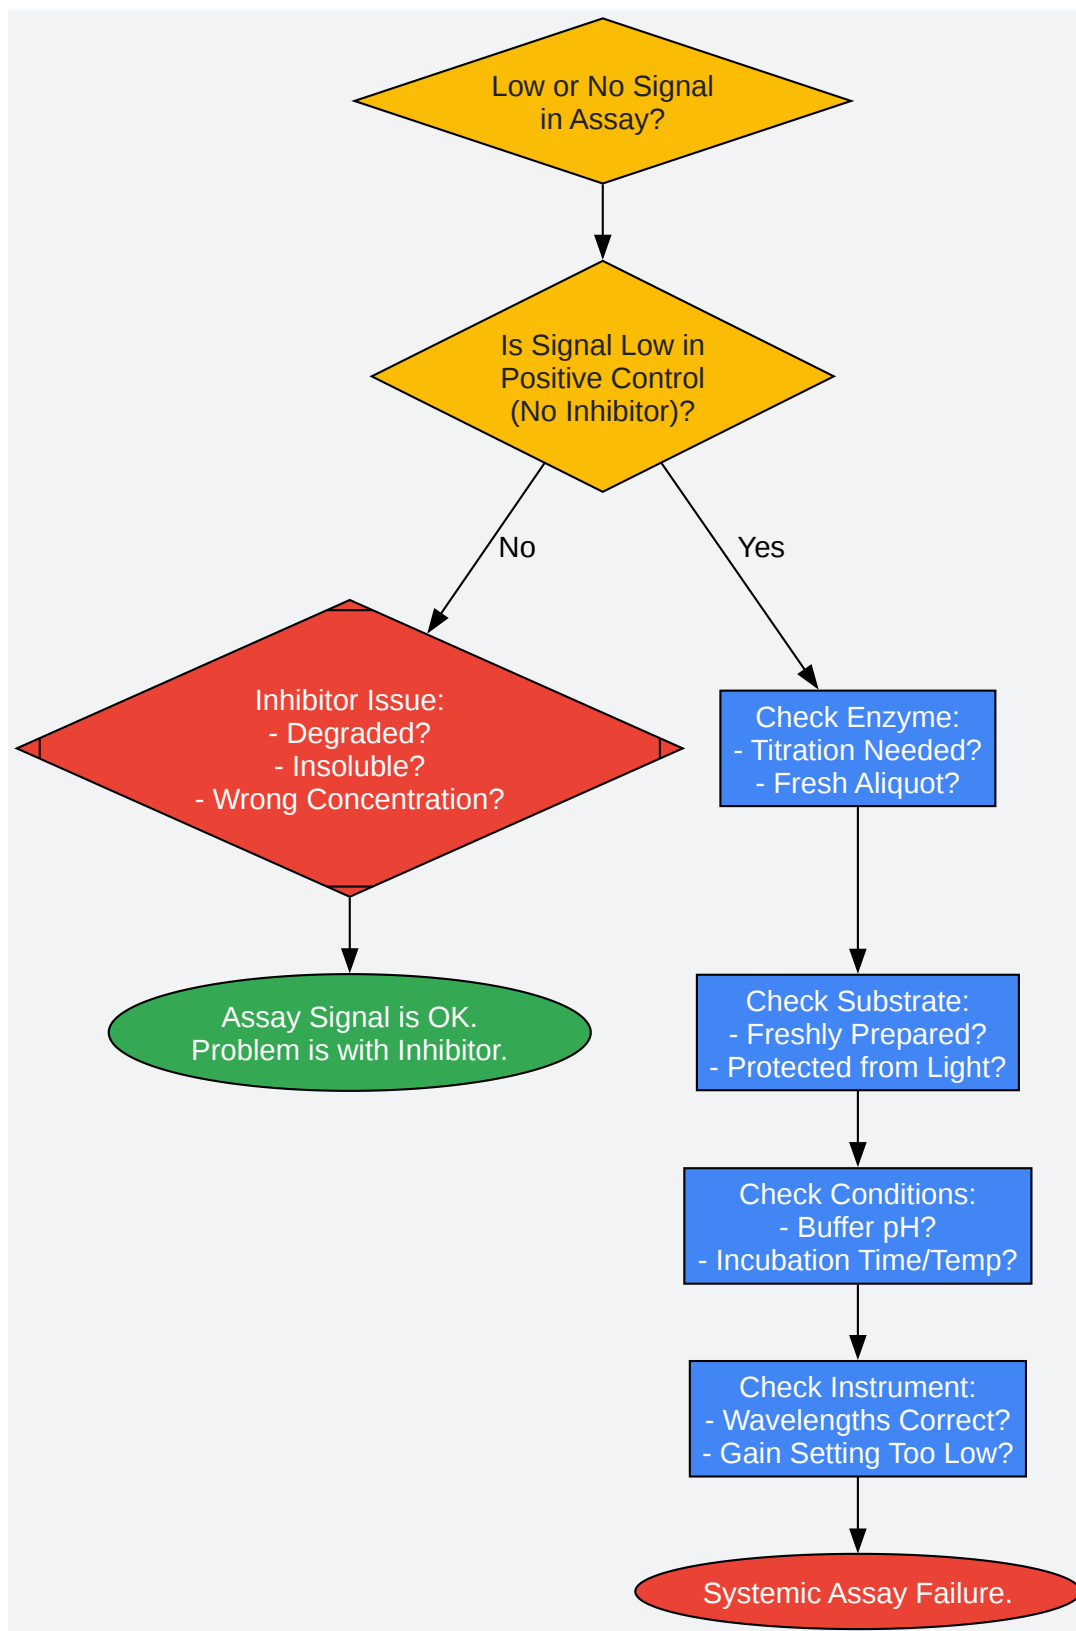 Low or No Signal
in Assay?
Is Signal Low in
Positive Control
(No Inhibitor)?
No
Yes
Inhibitor Issue:
- Degraded?
- Insoluble?
- Wrong Concentration?
Check Enzyme:
- Titration Needed?
- Fresh Aliquot?
Assay Signal is OK.
Problem is with Inhibitor.
Check Substrate:
- Freshly Prepared?
- Protected from Light?
Check Conditions:
- Buffer pH?
- Incubation Time/Temp?
Check Instrument:
- Wavelengths Correct?
- Gain Setting Too Low?
Systemic Assay Failure.